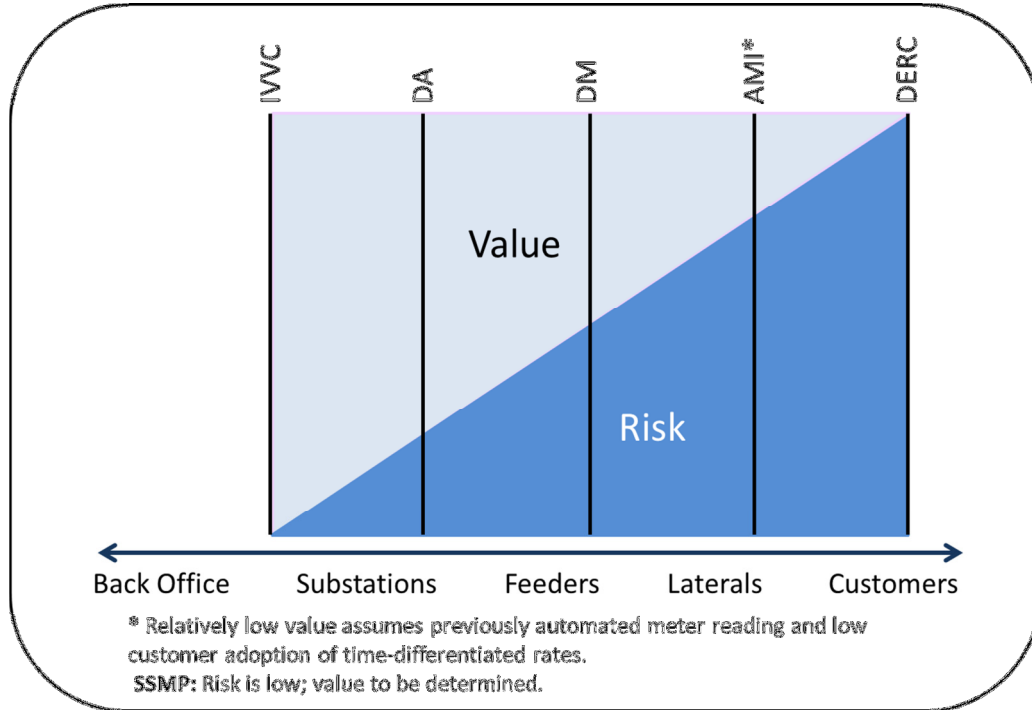 IVVC
DA
DM
AMI*
DERC
Value
Risk
Back Office
Substations
Feeders
Laterals
Customers
* Relatively low value assumes previously automated meter reading and low
customer adoption of time-differentiated rates.
SSMP: Risk is low; value to be determined.